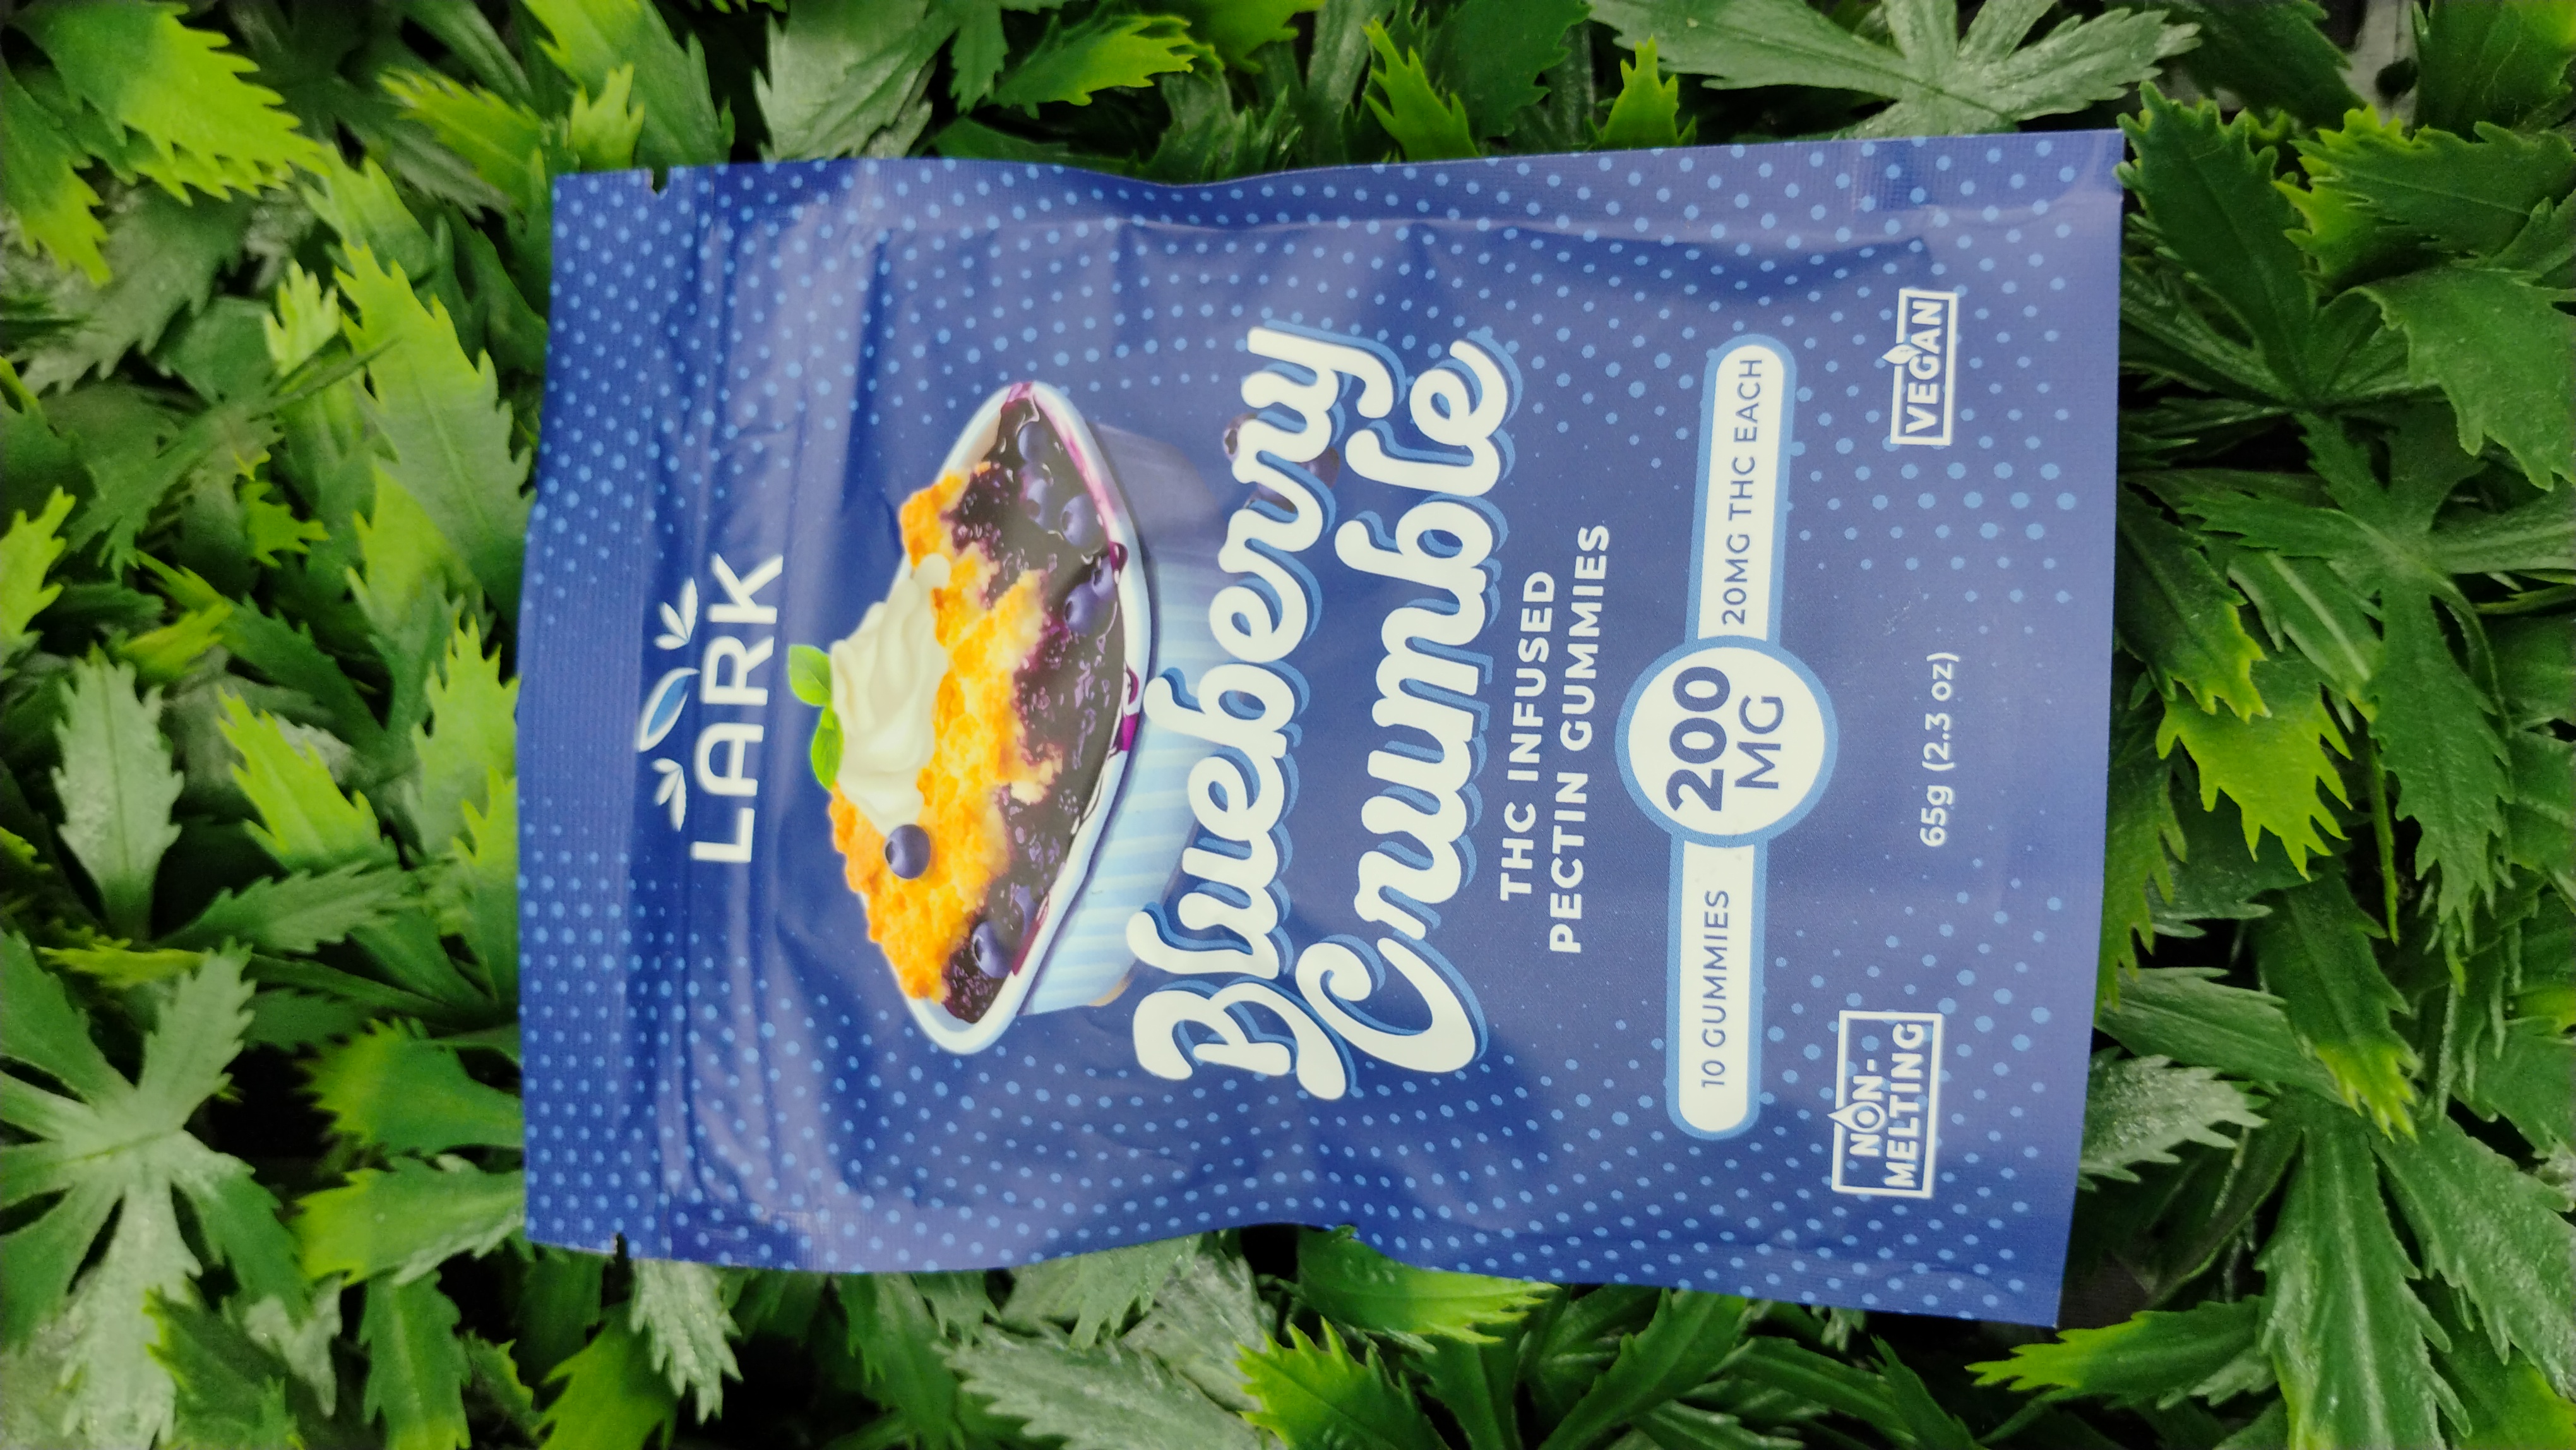 LARK
Blueberry
Crumble
THC INFUSED
PECTIN GUMMIES
10 GUMMIES
200
MG
20MG THC EACH
NON-
MELTING
65g (2.3 oz)
VEGAN